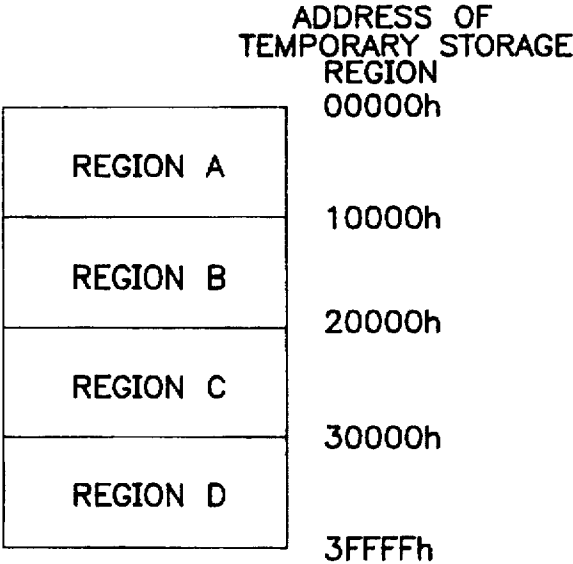 ADDRESS OF
TEMPORARY STORAGE
REGION
00000h
REGION A
10000h
REGION B
20000h
REGION C
30000h
REGION D
3FFFFh